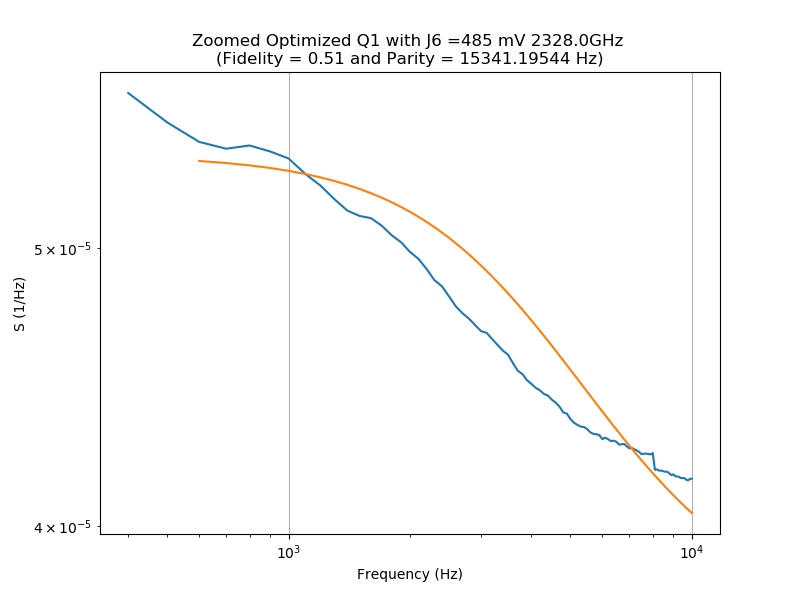 Zoomed Optimized Q1 with J6 =485 mV 2328.0GHz
(Fidelity = 0.51 and Parity = 15341.19544 Hz)
S (1/Hz)
5 × 10⁻⁵
4 × 10⁻⁵
10³
10⁴
Frequency (Hz)